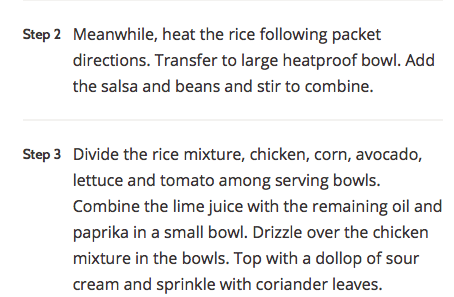 Step 2 Meanwhile, heat the rice following packet
directions. Transfer to large heatproof bowl. Add
the salsa and beans and stir to combine.
Step 3 Divide the rice mixture, chicken, corn, avocado,
lettuce and tomato among serving bowls.
Combine the lime juice with the remaining oil and
paprika in a small bowl. Drizzle over the chicken
mixture in the bowls. Top with a dollop of sour
cream and sprinkle with coriander leaves.